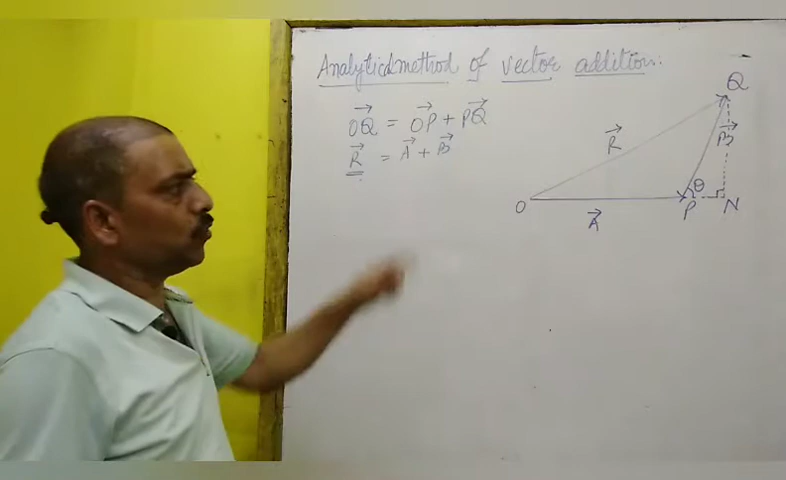 Analytical method of vector addition:
OQ⃗ = OP⃗ + PQ⃗
R⃗ = A⃗ + B⃗
Q
R⃗
B⃗
θ
O
P
N
A⃗